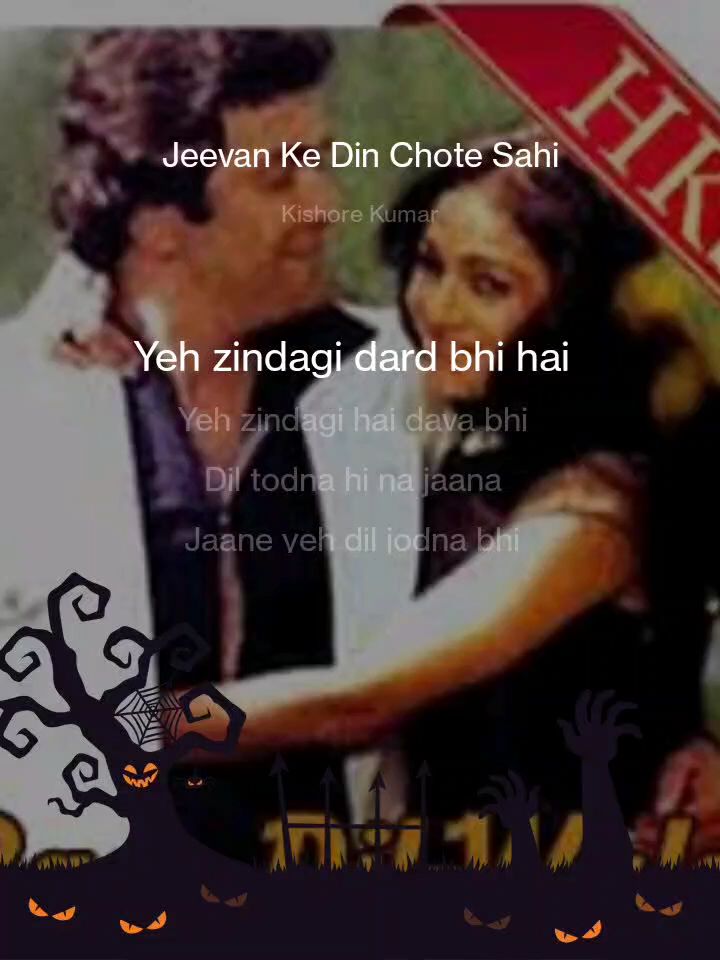 HK
Jeevan Ke Din Chote Sahi
Kishore Kumar
Yeh zindagi dard bhi hai
Yeh zindagi hai dava bhi
Dil todna hi na jaana
Jaane yeh dil jodna bhi